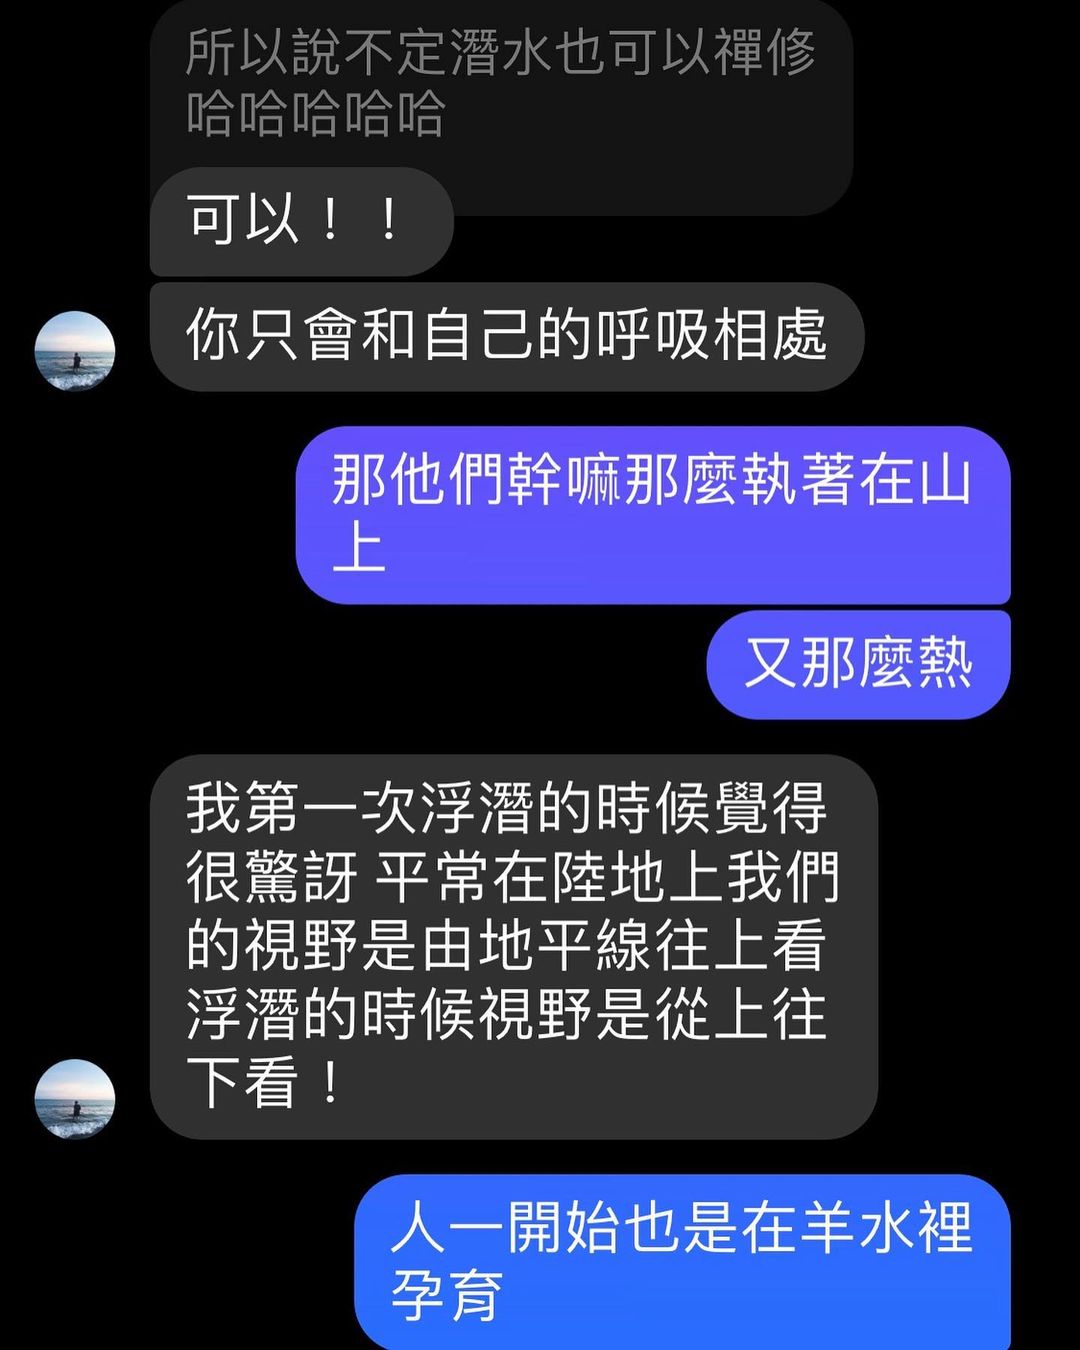 所以說不定潛水也可以禪修
哈哈哈哈哈
可以！！
你只會和自己的呼吸相處
那他們幹嘛那麼執著在山
上
又那麼熱
我第一次浮潛的時候覺得
很驚訝 平常在陸地上我們
的視野是由地平線往上看
浮潛的時候視野是從上往
下看！
人一開始也是在羊水裡
孕育